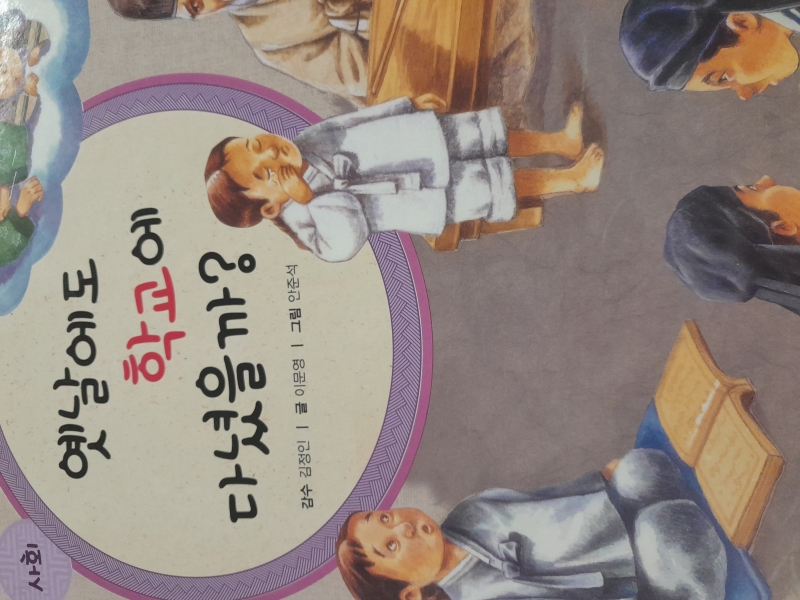 사회
옛날에도
학교에
다녔을까?
감수 김정인 | 글 이문영 | 그림 안준석